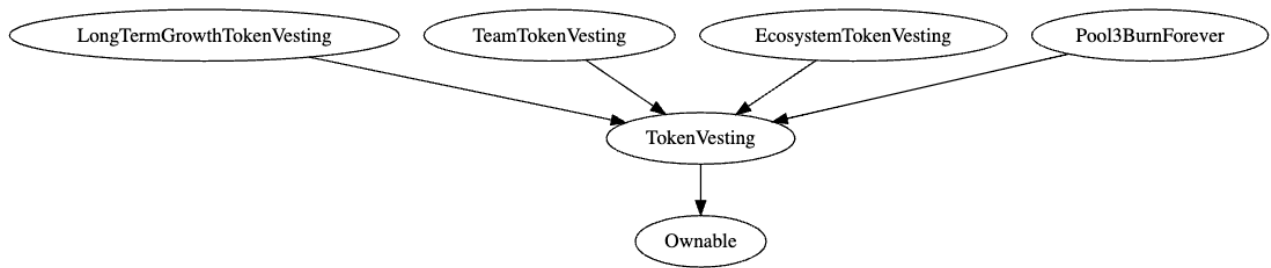 LongTermGrowthTokenVesting
TeamTokenVesting
EcosystemTokenVesting
Pool3BurnForever
TokenVesting
Ownable